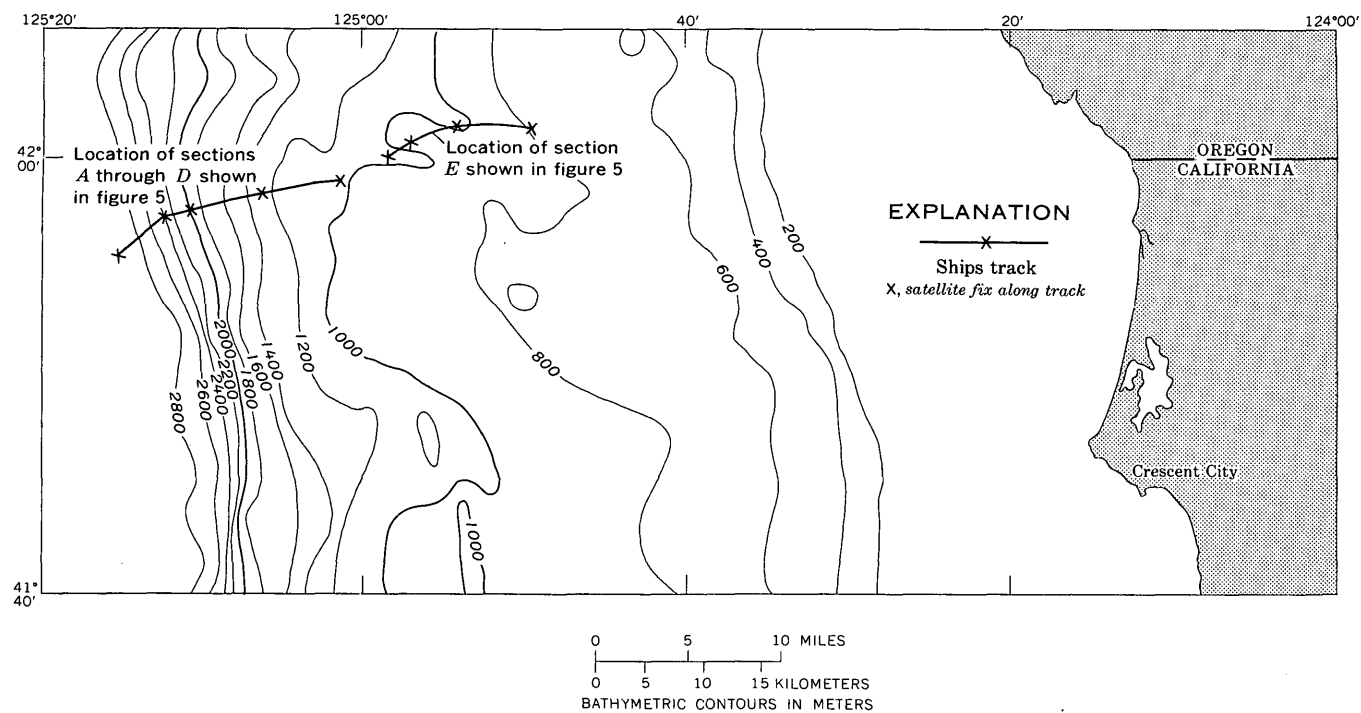 125°20′
125°00′
40′
20′
124°00′
42°
00′
Location of sections
A through D shown
in figure 5
Location of section
E shown in figure 5
OREGON
CALIFORNIA
EXPLANATION
Ships track
x, satellite fix along track
200
400
600
800
1000
1200
1400
1600
1800
2000
2200
2400
2600
2800
1000
Crescent City
41°
40′
0 5 10 MILES
0 5 10 15 KILOMETERS
BATHYMETRIC CONTOURS IN METERS